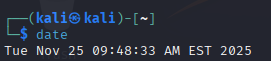 ┌──(kali㉿kali)-[~]
└─$ date
Tue Nov 25 09:48:33 AM EST 2025